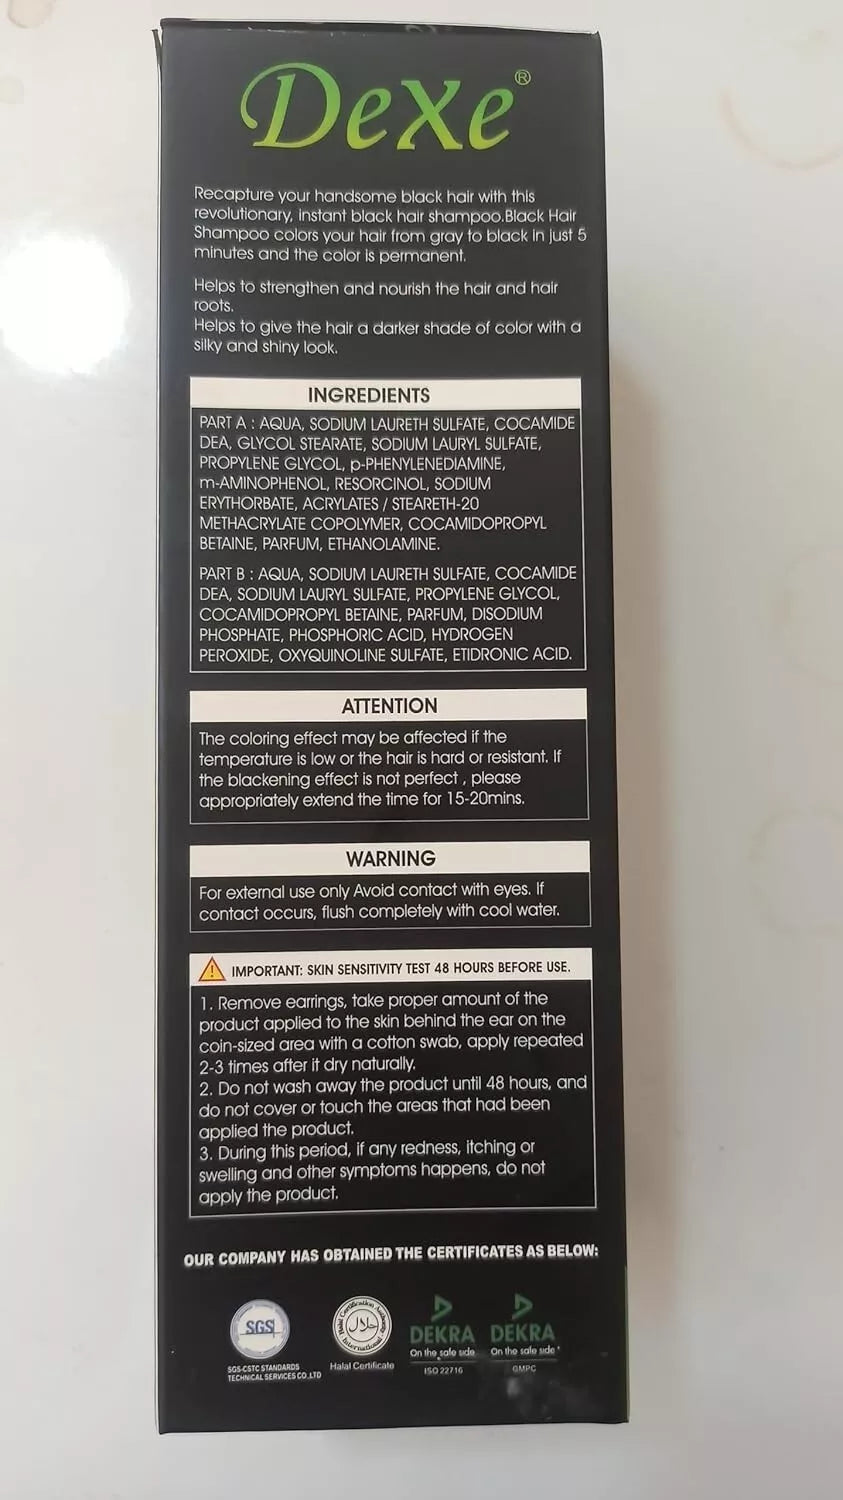 DeXe®
Recapture your handsome black hair with this
revolutionary, instant black hair shampoo.Black Hair
Shampoo colors your hair from gray to black in just 5
minutes and the color is permanent.
Helps to strengthen and nourish the hair and hair
roots.
Helps to give the hair a darker shade of color with a
silky and shiny look.
INGREDIENTS
PART A : AQUA, SODIUM LAURETH SULFATE, COCAMIDE
DEA, GLYCOL STEARATE, SODIUM LAURYL SULFATE,
PROPYLENE GLYCOL, p-PHENYLENEDIAMINE,
m-AMINOPHENOL, RESORCINOL, SODIUM
ERYTHORBATE, ACRYLATES / STEARETH-20
METHACRYLATE COPOLYMER, COCAMIDOPROPYL
BETAINE, PARFUM, ETHANOLAMINE.
PART B : AQUA, SODIUM LAURETH SULFATE, COCAMIDE
DEA, SODIUM LAURYL SULFATE, PROPYLENE GLYCOL,
COCAMIDOPROPYL BETAINE, PARFUM, DISODIUM
PHOSPHATE, PHOSPHORIC ACID, HYDROGEN
PEROXIDE, OXYQUINOLINE SULFATE, ETIDRONIC ACID.
ATTENTION
The coloring effect may be affected if the
temperature is low or the hair is hard or resistant. If
the blackening effect is not perfect , please
appropriately extend the time for 15-20mins.
WARNING
For external use only Avoid contact with eyes. If
contact occurs, flush completely with cool water.
IMPORTANT: SKIN SENSITIVITY TEST 48 HOURS BEFORE USE.
1. Remove earrings, take proper amount of the
product applied to the skin behind the ear on the
coin-sized area with a cotton swab, apply repeated
2-3 times after it dry naturally.
2. Do not wash away the product until 48 hours, and
do not cover or touch the areas that had been
applied the product.
3. During this period, if any redness, itching or
swelling and other symptoms happens, do not
apply the product.
OUR COMPANY HAS OBTAINED THE CERTIFICATES AS BELOW:
SGS
SGS-CSTC STANDARDS
TECHNICAL SERVICES CO.,LTD
Halal Certification Authority International
حلال
Halal Certificate
DEKRA
On the safe side
ISO 22716
DEKRA
On the safe side
GMPC